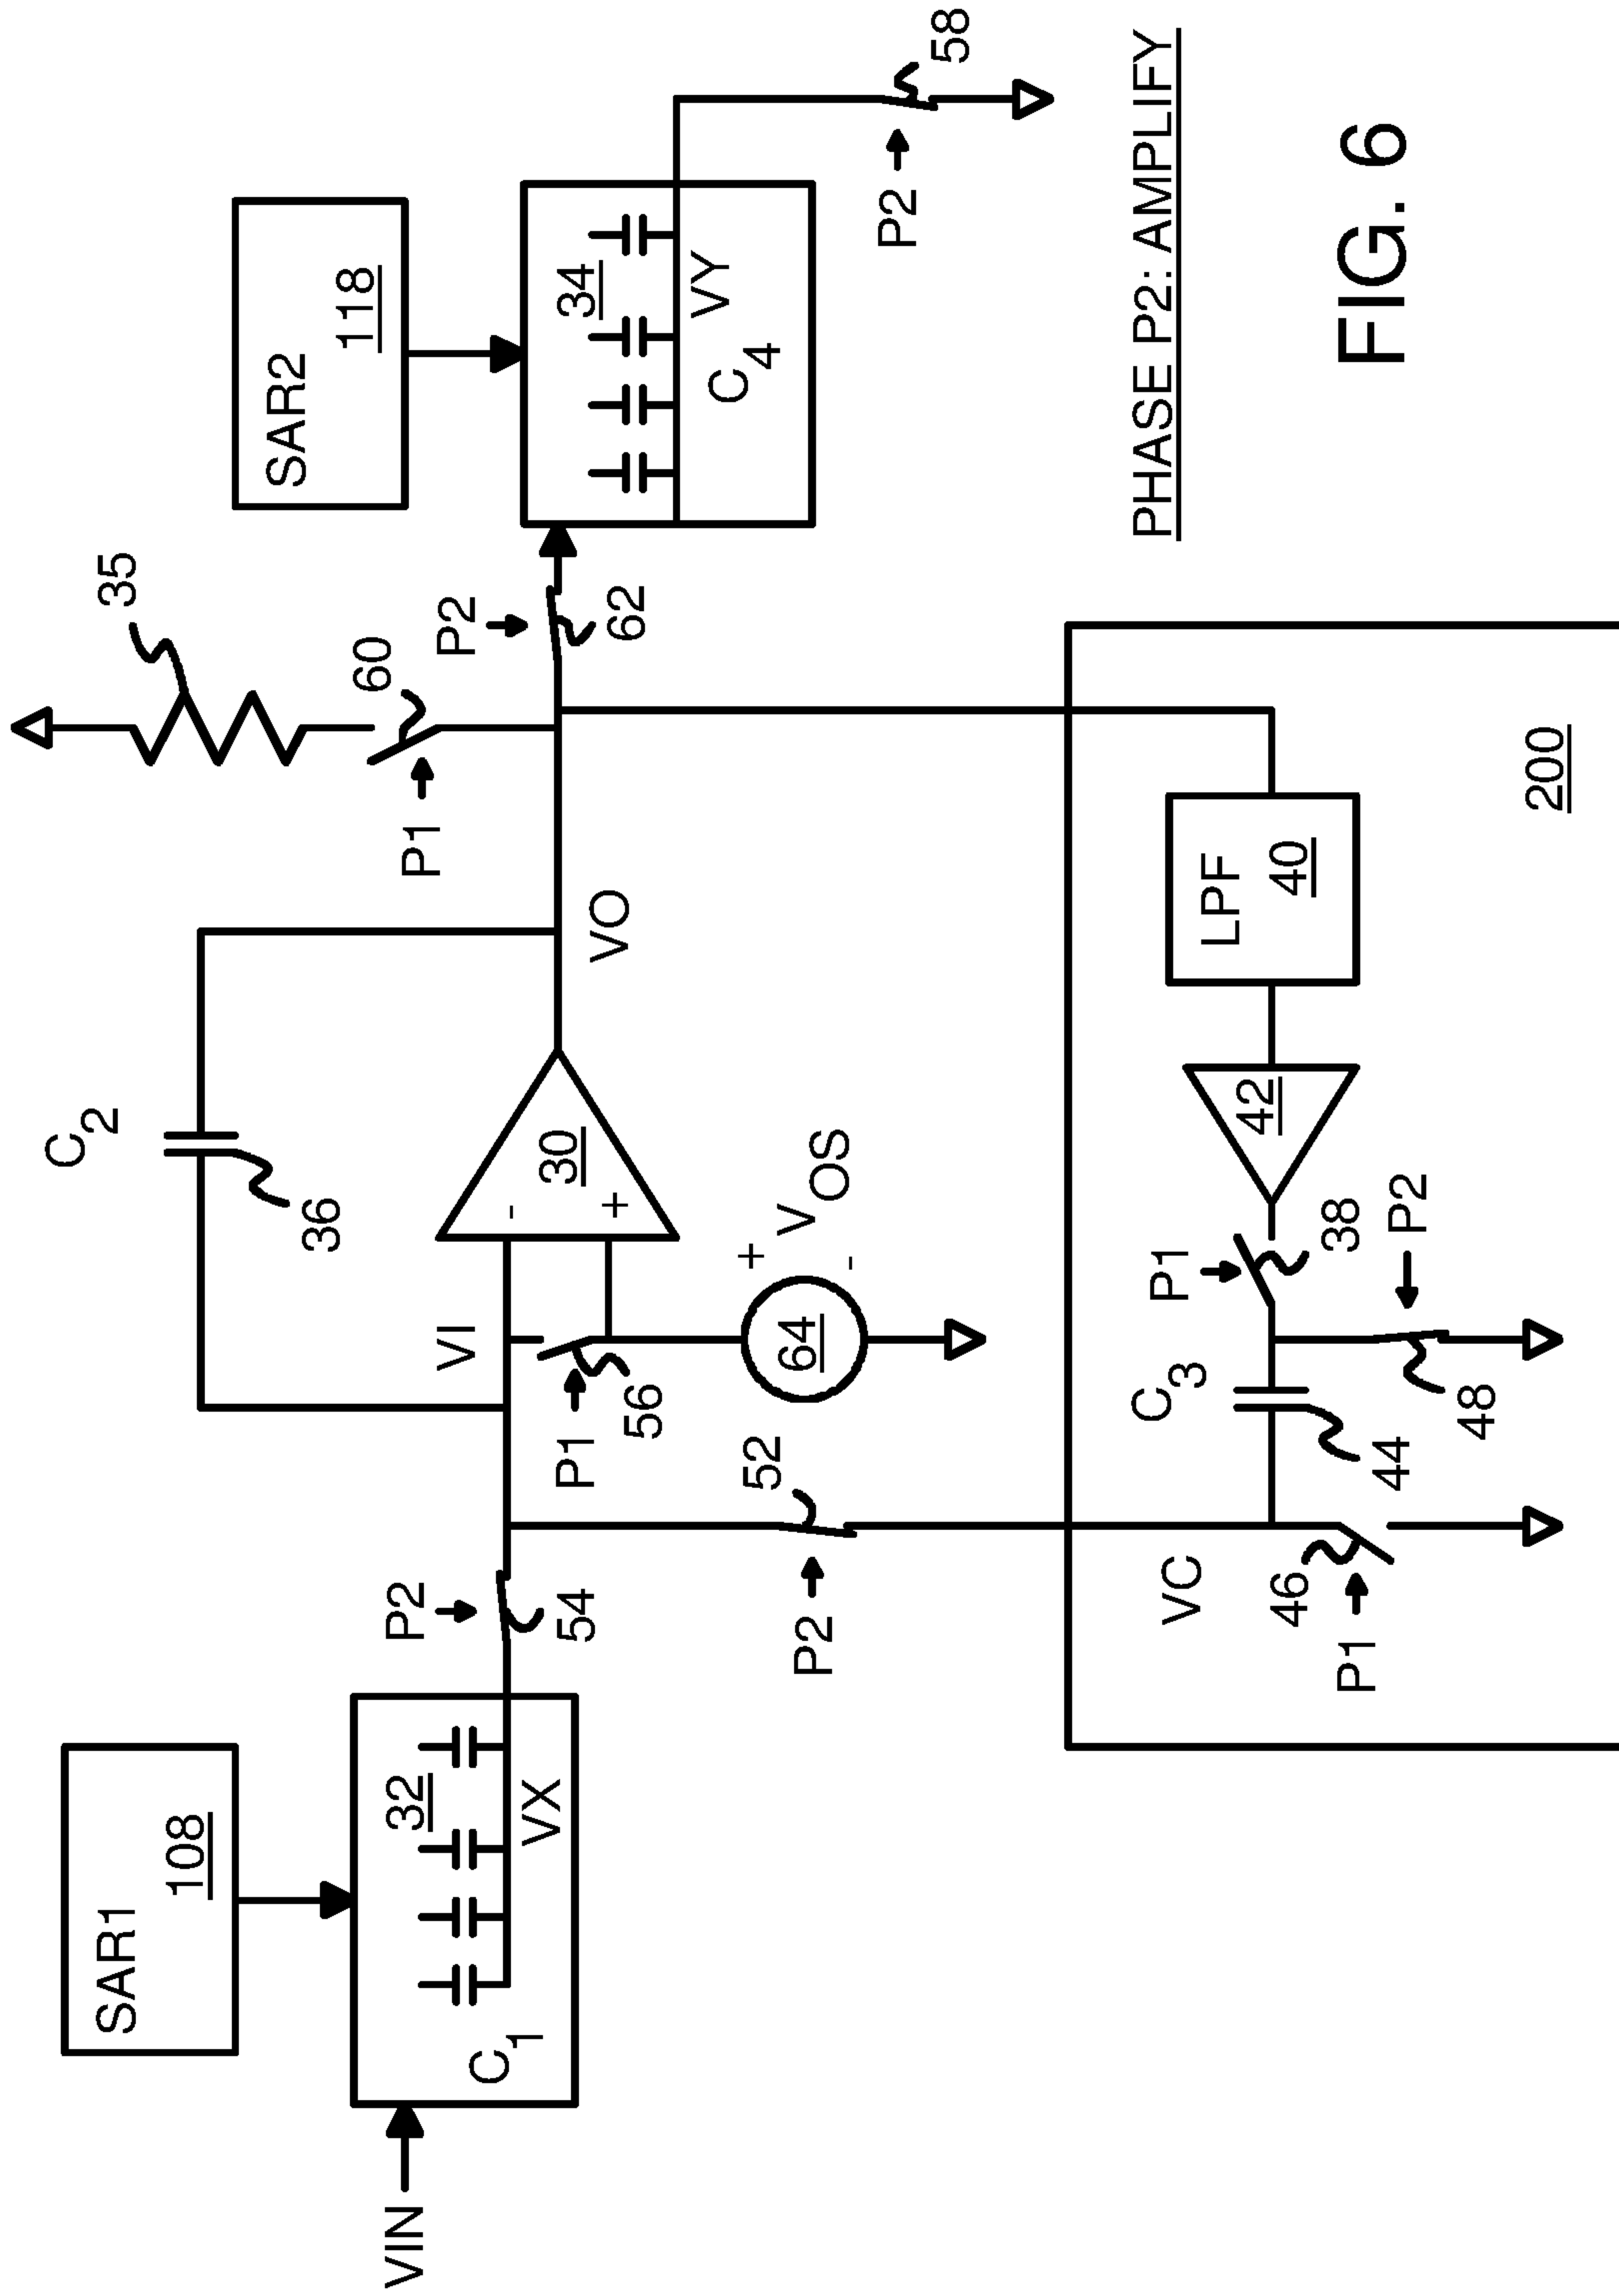 VIN
SAR1
108
C1
32
VX
P2
54
P2
52
VI
P1
56
64
+
-
VOS
C2
36
-
+
30
VO
P1
60
35
P2
62
SAR2
118
34
VY
C4
P2
58
VC
46
P1
C3
44
48
P2
P1
38
42
LPF
40
200
PHASE P2: AMPLIFY
FIG. 6